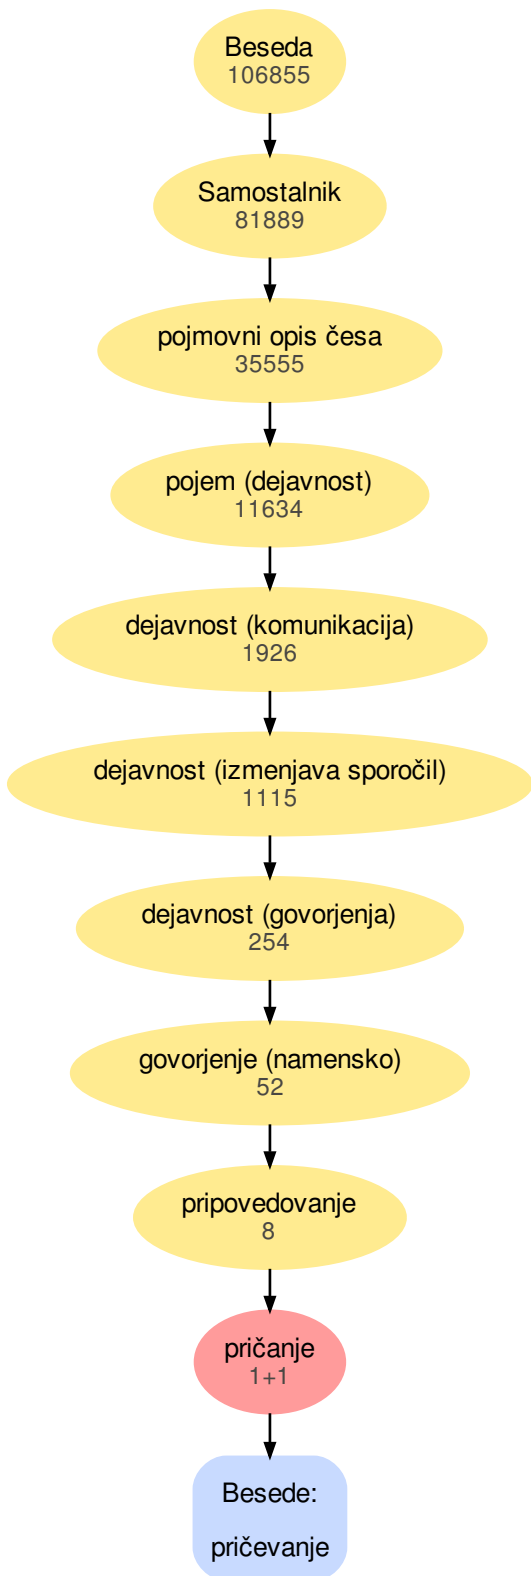 Beseda
106855
Samostalnik
81889
pojmovni opis česa
35555
pojem (dejavnost)
11634
dejavnost (komunikacija)
1926
dejavnost (izmenjava sporočil)
1115
dejavnost (govorjenja)
254
govorjenje (namensko)
52
pripovedovanje
8
pričanje
1+1
Besede:
pričevanje